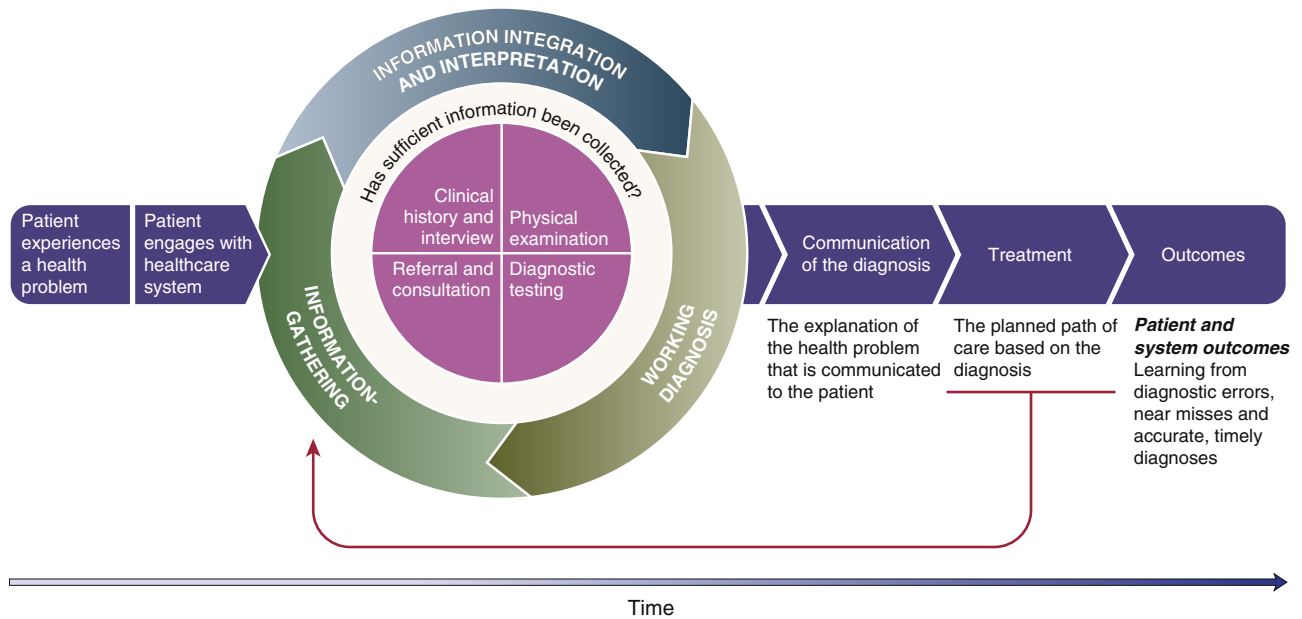 INFORMATION INTEGRATION
AND INTERPRETATION
Has sufficient information been collected?
Clinical
history and
interview
Physical
examination
Referral and
consultation
Diagnostic
testing
INFORMATION-
GATHERING
WORKING
DIAGNOSIS
Patient
experiences
a health
problem
Patient
engages with
healthcare
system
Communication
of the diagnosis
Treatment
Outcomes
The explanation of
the health problem
that is communicated
to the patient
The planned path of
care based on the
diagnosis
Patient and
system outcomes
Learning from
diagnostic errors,
near misses and
accurate, timely
diagnoses
Time